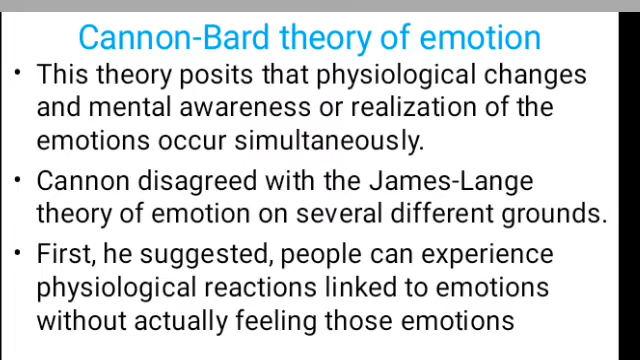 Cannon-Bard theory of emotion
• This theory posits that physiological changes
and mental awareness or realization of the
emotions occur simultaneously.
• Cannon disagreed with the James-Lange
theory of emotion on several different grounds.
• First, he suggested, people can experience
physiological reactions linked to emotions
without actually feeling those emotions